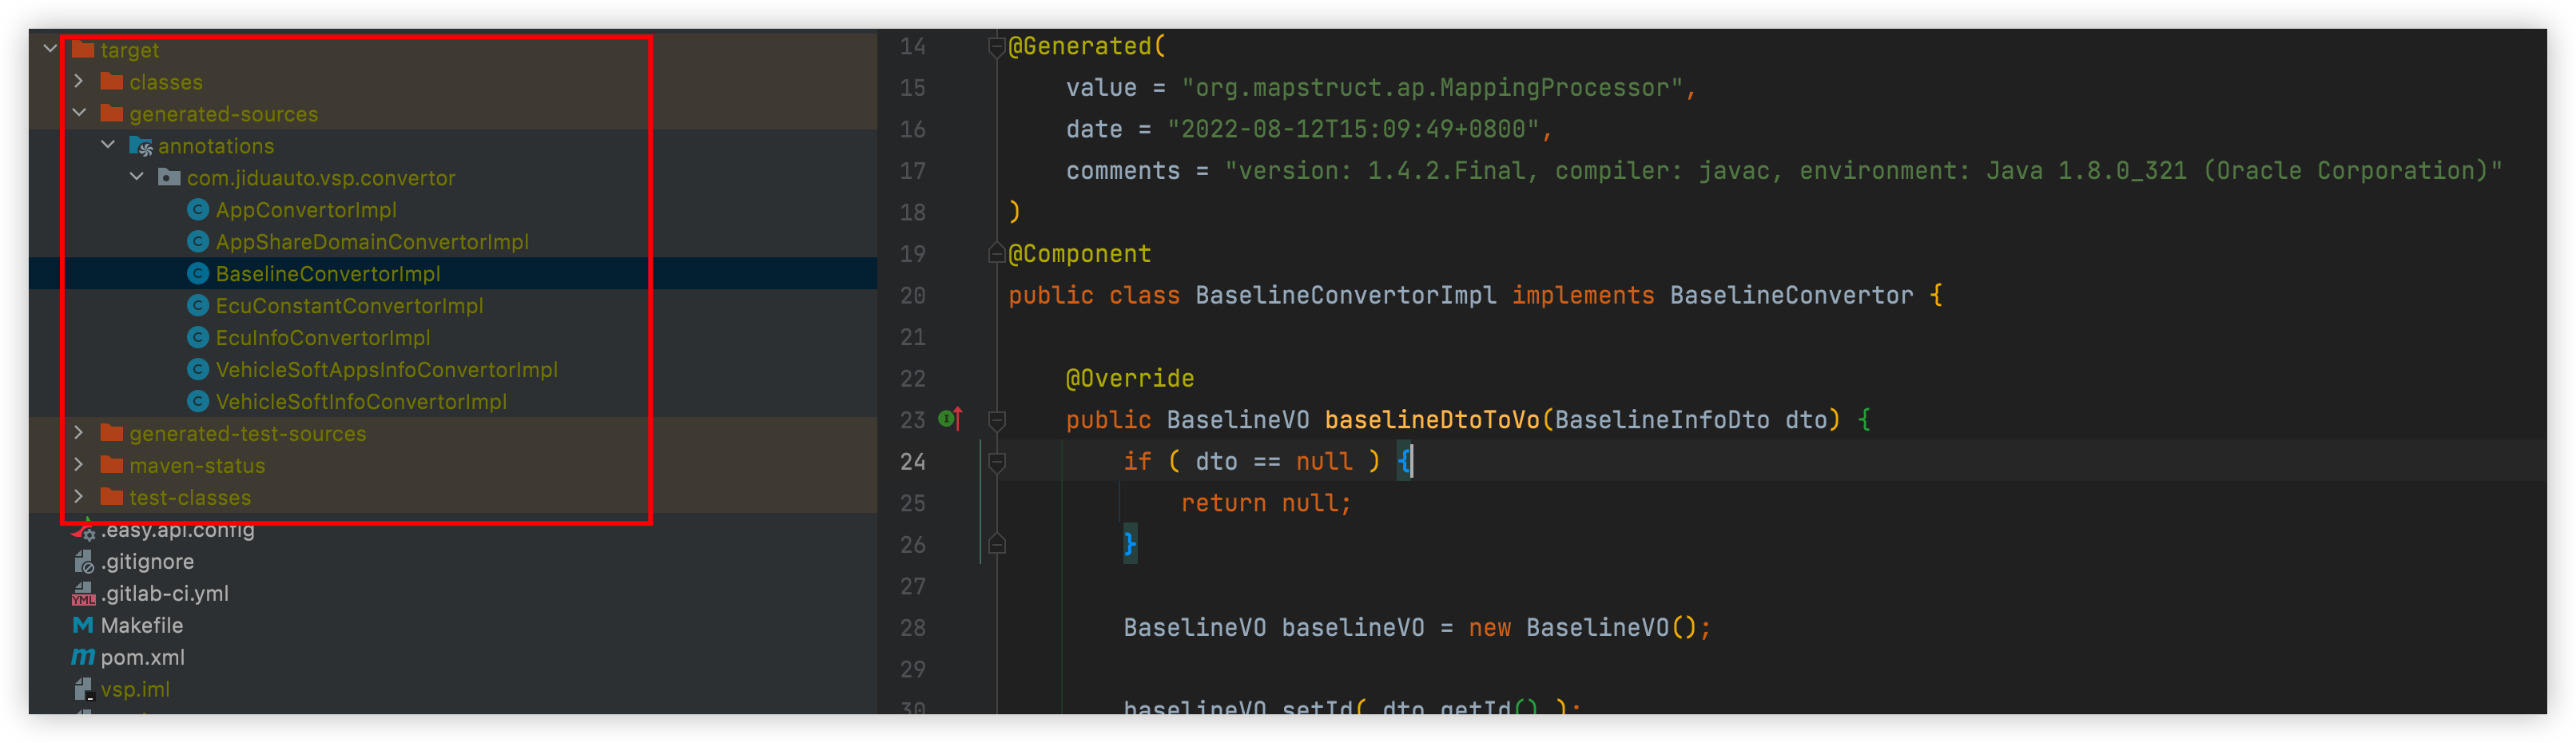 target
classes
generated-sources
annotations
com.jiduauto.vsp.convertor
AppConvertorImpl
AppShareDomainConvertorImpl
BaselineConvertorImpl
EcuConstantConvertorImpl
EcuInfoConvertorImpl
VehicleSoftAppsInfoConvertorImpl
VehicleSoftInfoConvertorImpl
generated-test-sources
maven-status
test-classes
.easy.api.config
.gitignore
.gitlab-ci.yml
Makefile
pom.xml
vsp.iml
14 @Generated(
15 value = "org.mapstruct.ap.MappingProcessor",
16 date = "2022-08-12T15:09:49+0800",
17 comments = "version: 1.4.2.Final, compiler: javac, environment: Java 1.8.0_321 (Oracle Corporation)"
18 )
19 @Component
20 public class BaselineConvertorImpl implements BaselineConvertor {
21
22 @Override
23 public BaselineVO baselineDtoToVo(BaselineInfoDto dto) {
24 if ( dto == null ) {
25 return null;
26 }
27
28 BaselineVO baselineVO = new BaselineVO();
29
30 baselineVO.setId( dto.getId() );